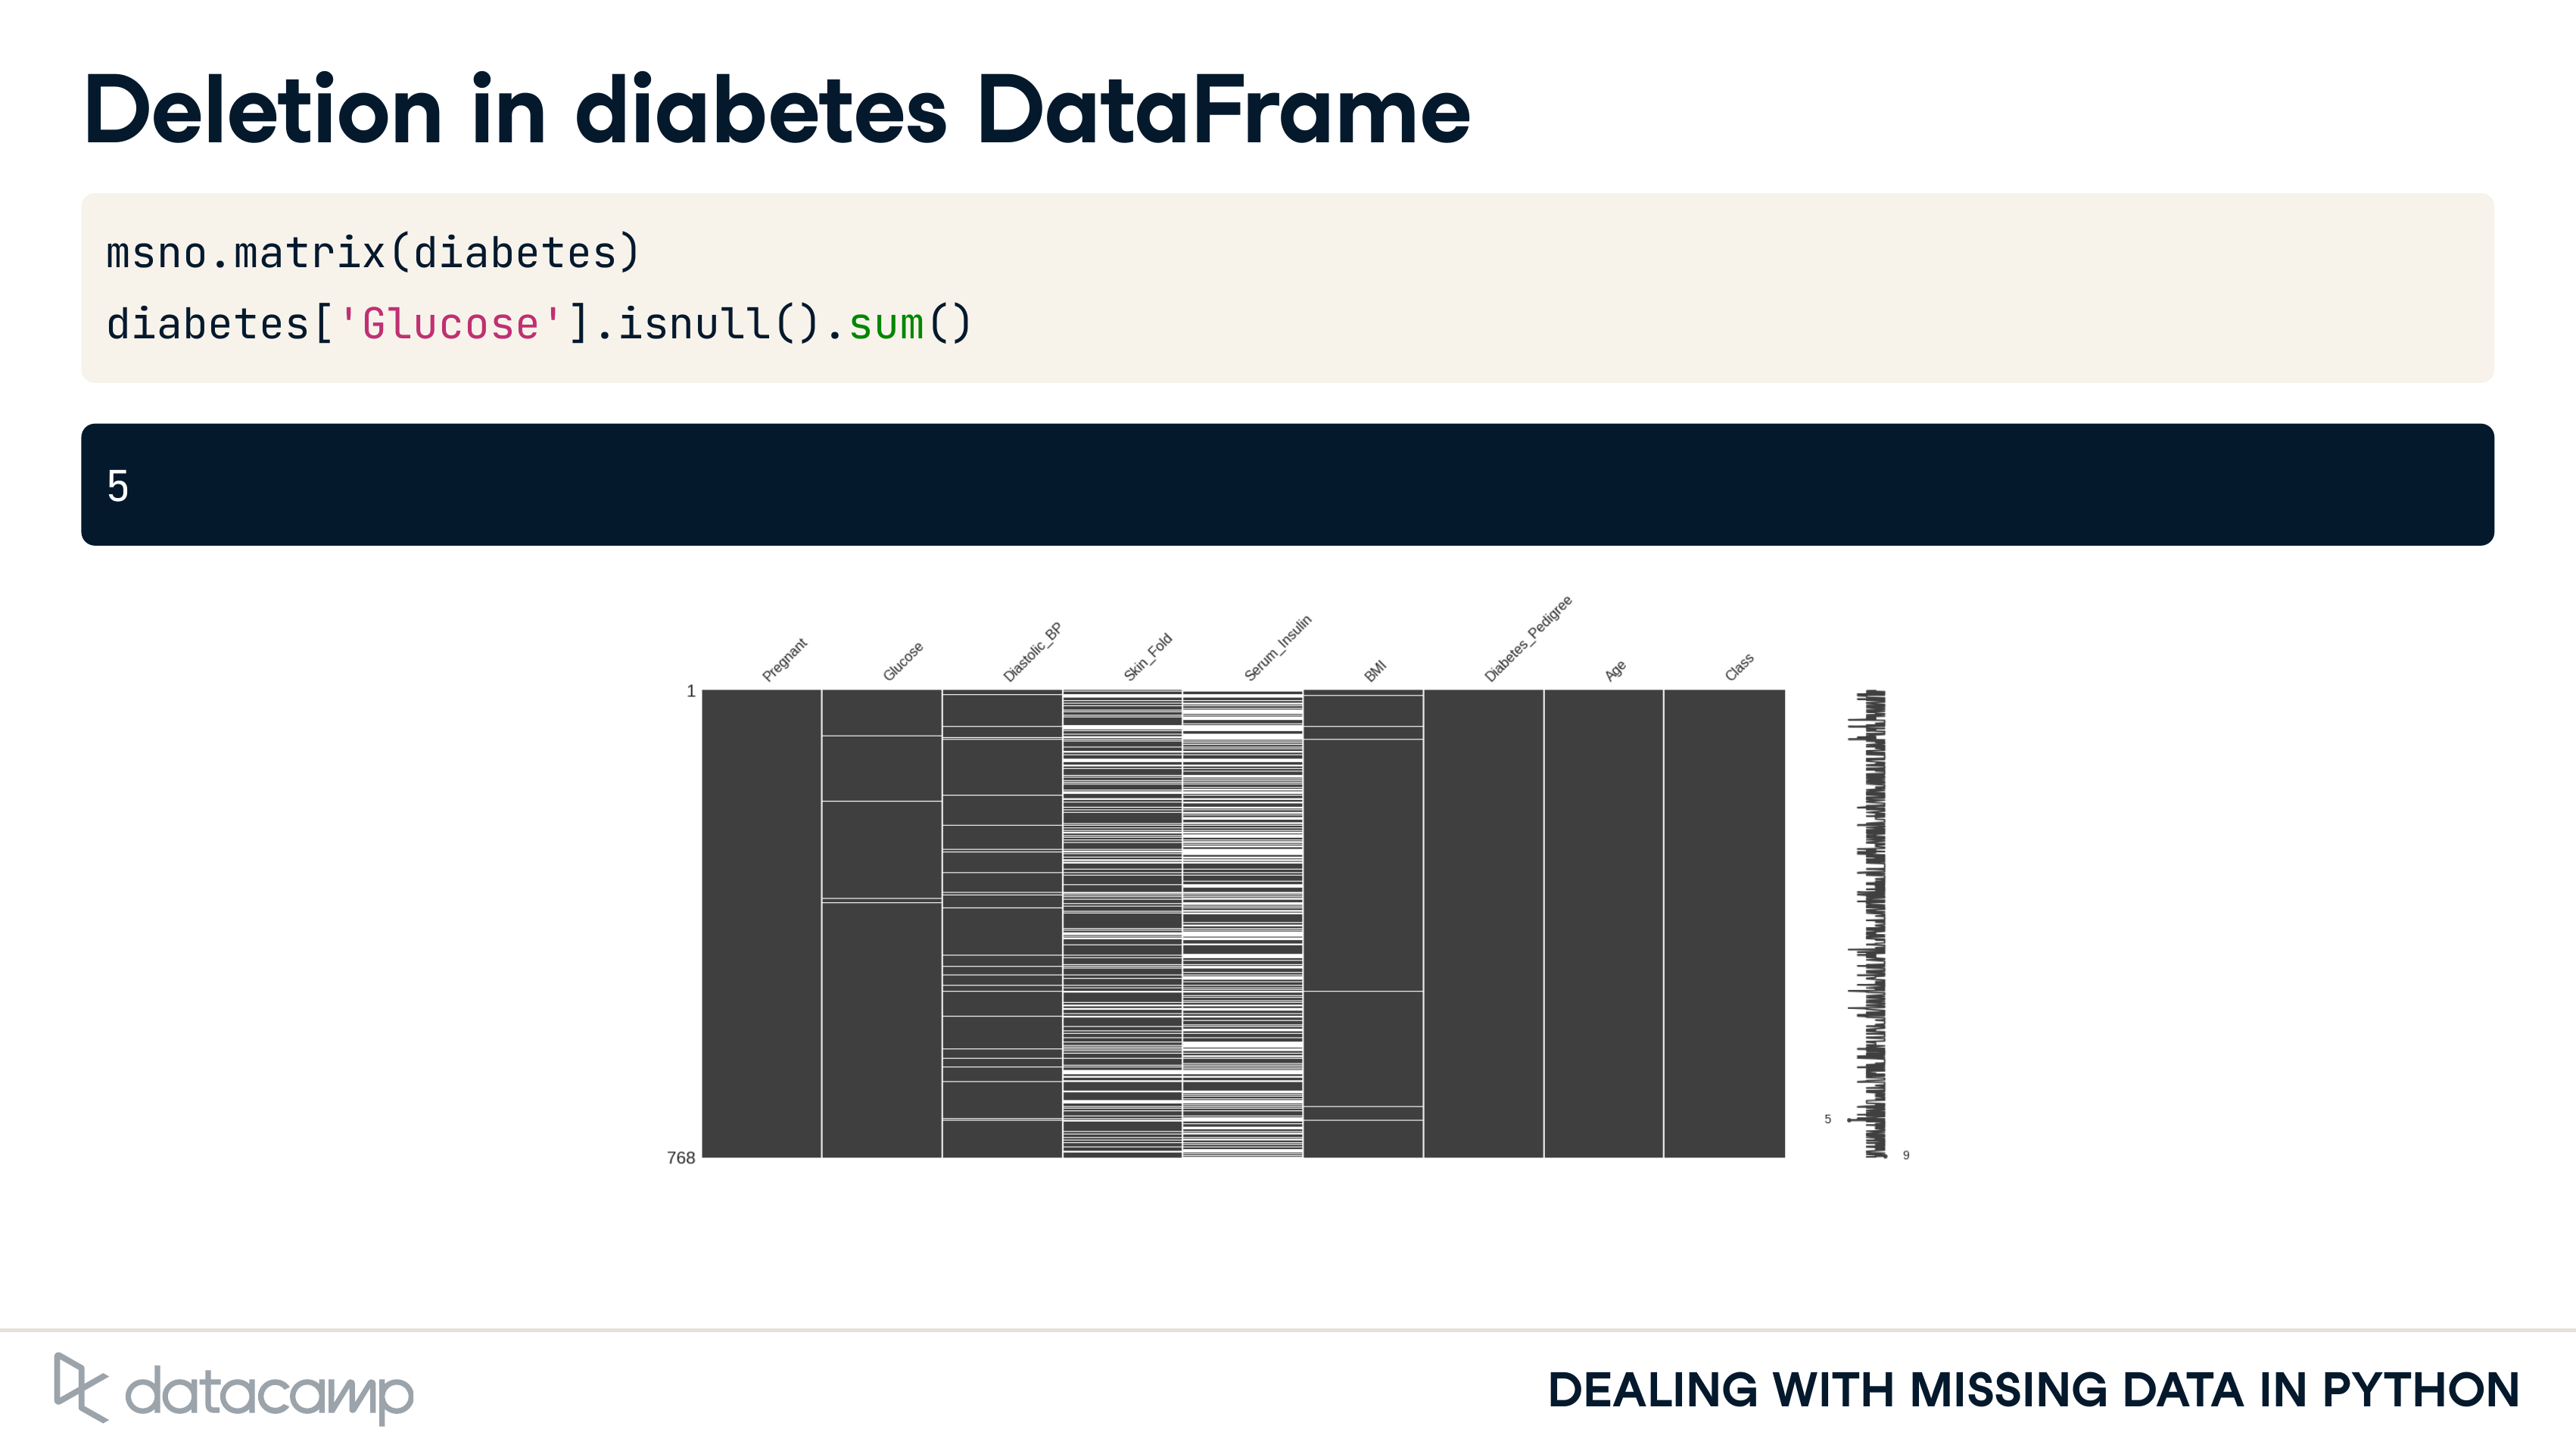 Deletion in diabetes DataFrame
msno.matrix(diabetes)
diabetes['Glucose'].isnull().sum()
5
Pregnant
Glucose
Diastolic_BP
Skin_Fold
Serum_Insulin
BMI
Diabetes_Pedigree
Age
Class
1
768
5
9
datacamp
DEALING WITH MISSING DATA IN PYTHON